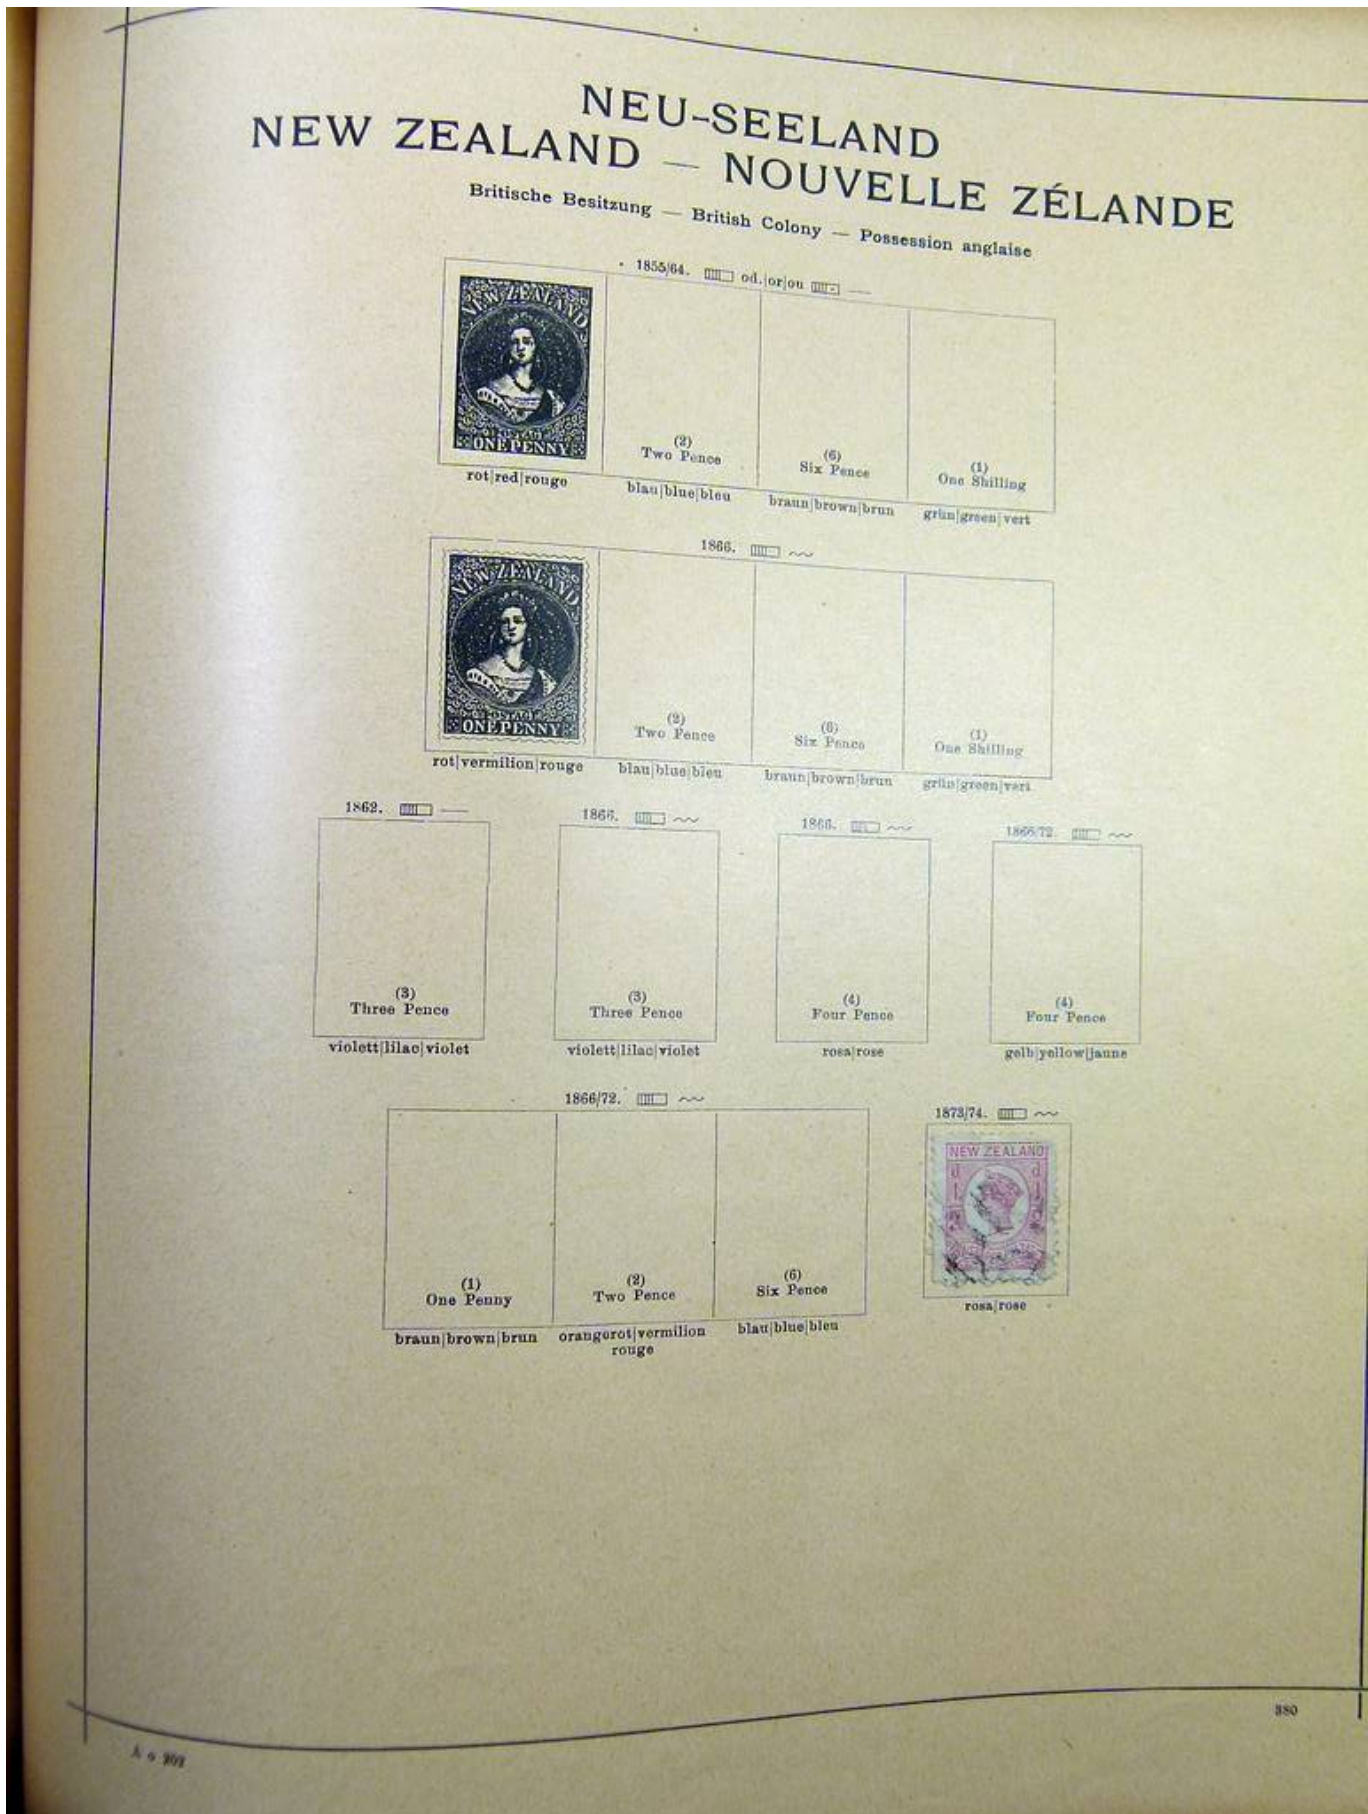 NEU-SEELAND
NEW ZEALAND — NOUVELLE ZÉLANDE
Britische Besitzung — British Colony — Possession anglaise
1855/64. od.|or|ou
NEW ZEALAND
POSTAGE
ONE PENNY
(2)
Two Pence
(6)
Six Pence
(1)
One Shilling
rot|red|rouge
blau|blue|bleu
braun|brown|brun
grün|green|vert
1866.
NEW ZEALAND
POSTAGE
ONE PENNY
(2)
Two Pence
(6)
Six Pence
(1)
One Shilling
rot|vermilion|rouge
blau|blue|bleu
braun|brown|brun
grün|green|vert
1862.
1866.
1866.
1866/72.
(3)
Three Pence
(3)
Three Pence
(4)
Four Pence
(4)
Four Pence
violett|lilac|violet
violett|lilac|violet
rosa|rose
gelb|yellow|jaune
1866/72.
1873/74.
NEW ZEALAND
d d
1 1
2 2
(1)
One Penny
(2)
Two Pence
(6)
Six Pence
rosa|rose
braun|brown|brun
orangerot|vermilion
rouge
blau|blue|bleu
380